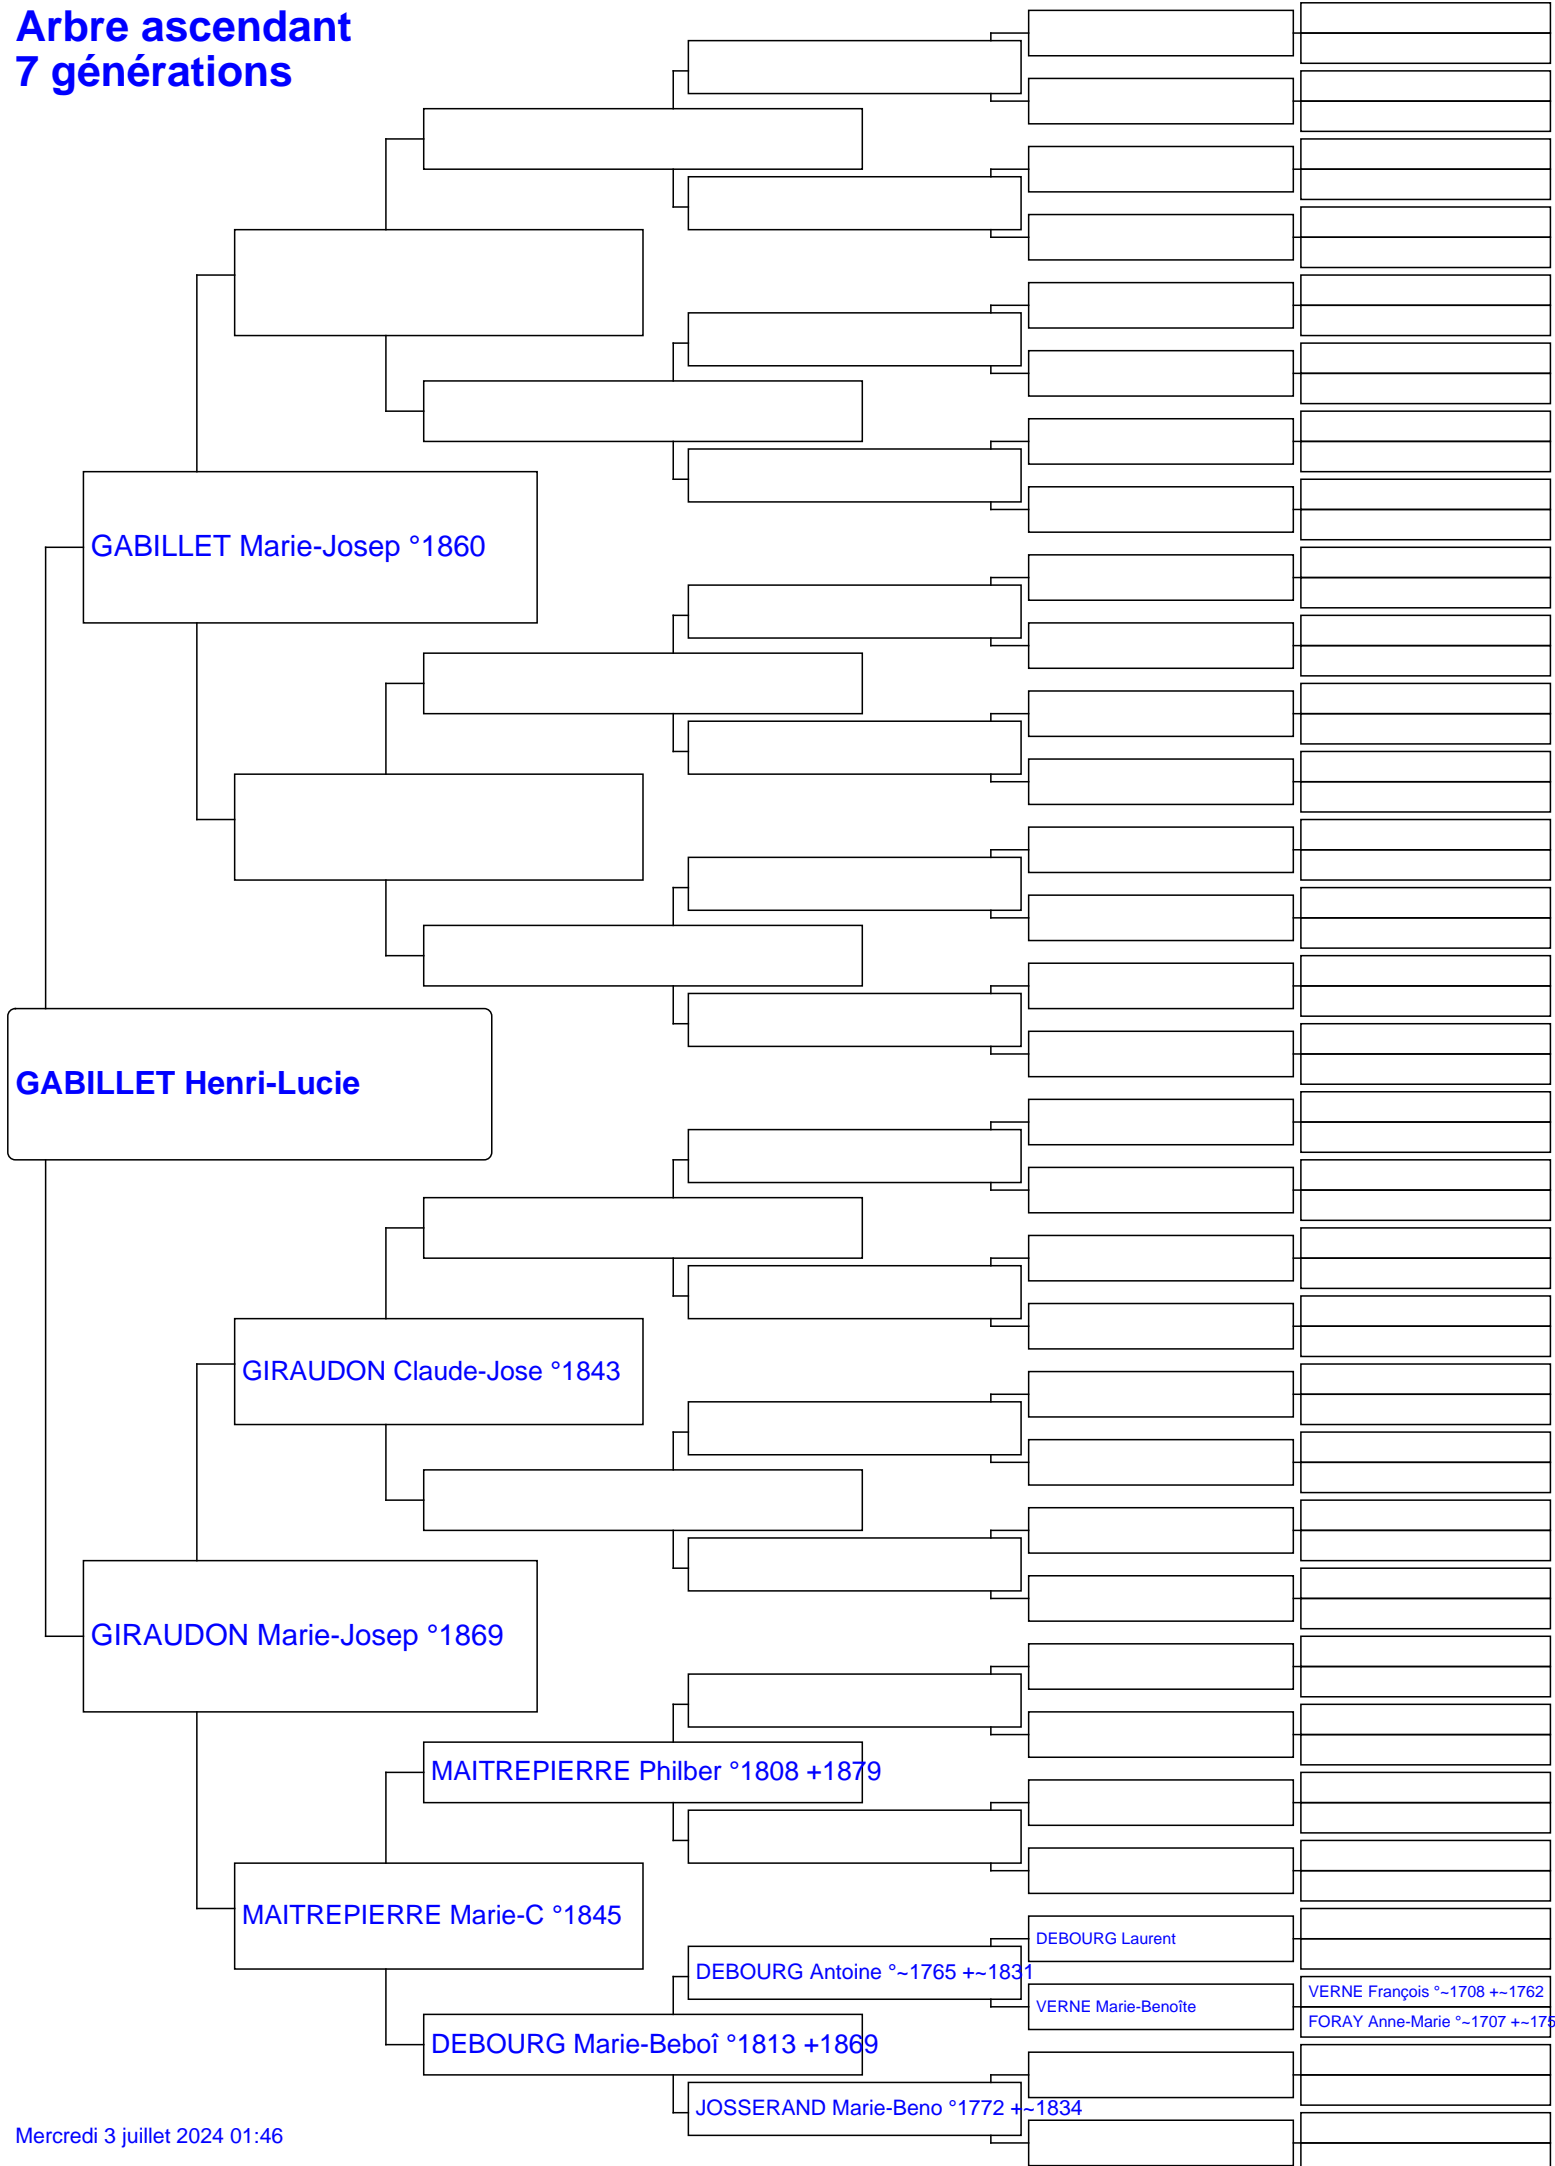 Arbre ascendant
7 générations
GABILLET Marie-Josep °1860
GABILLET Henri-Lucie
GIRAUDON Claude-Jose °1843
GIRAUDON Marie-Josep °1869
MAITREPIERRE Philber °1808 +1879
MAITREPIERRE Marie-C °1845
DEBOURG Laurent
DEBOURG Antoine °~1765 +~1831
VERNE François °~1708 +~1762
VERNE Marie-Benoîte
FORAY Anne-Marie °~1707 +~175
DEBOURG Marie-Beboî °1813 +1869
JOSSERAND Marie-Beno °1772 +~1834
Mercredi 3 juillet 2024 01:46